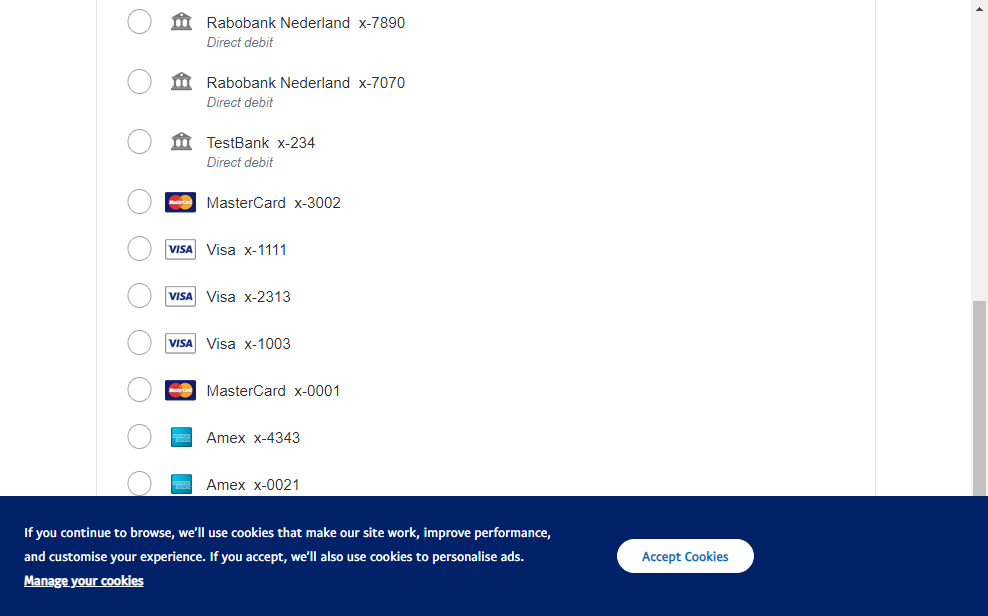 Rabobank Nederland x-7890
Direct debit
Rabobank Nederland x-7070
Direct debit
TestBank x-234
Direct debit
MasterCard MasterCard x-3002
VISA Visa x-1111
VISA Visa x-2313
VISA Visa x-1003
MasterCard MasterCard x-0001
Amex x-4343
Amex x-0021
If you continue to browse, we'll use cookies that make our site work, improve performance,
and customise your experience. If you accept, we'll also use cookies to personalise ads.
Manage your cookies
Accept Cookies